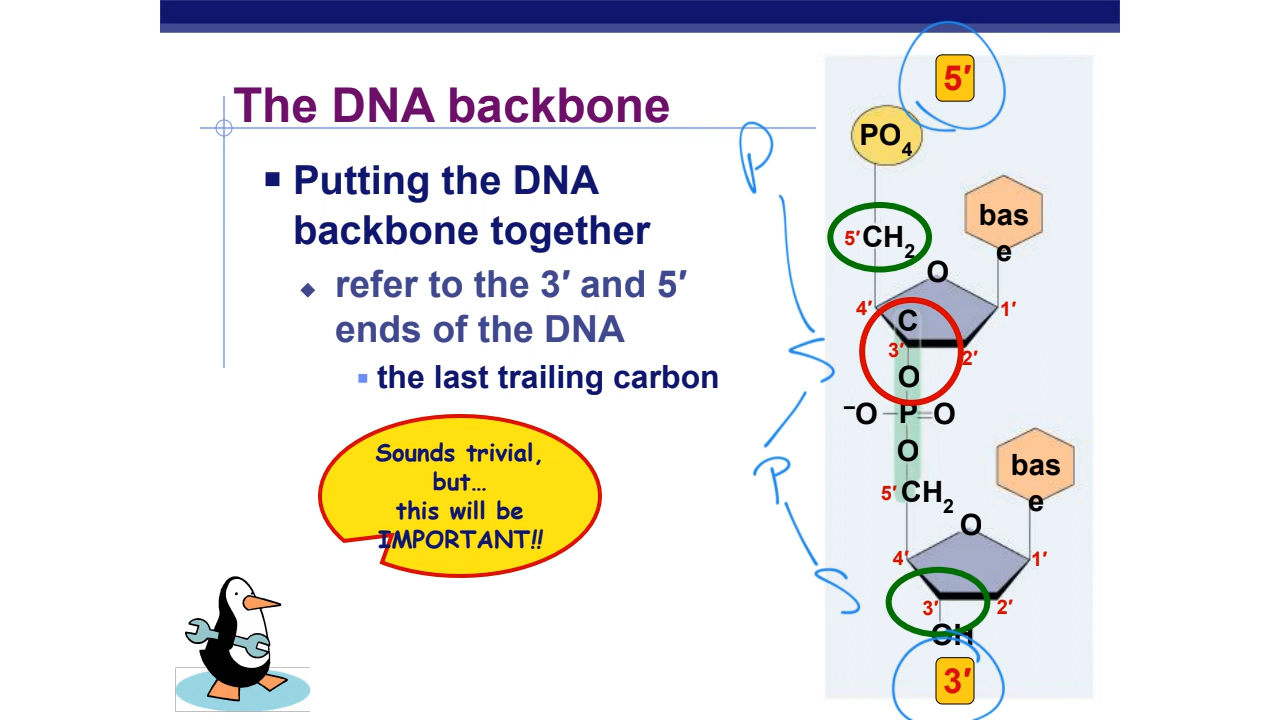 The DNA backbone
Putting the DNA
backbone together
refer to the 3′ and 5′
ends of the DNA
the last trailing carbon
Sounds trivial,
but…
this will be
IMPORTANT!!
5′
PO4
bas
e
5′CH2
O
4′
1′
C
3′
2′
O
–O P O
O
bas
e
5′CH2
O
4′
1′
3′
2′
OH
3′
P
S
P
S